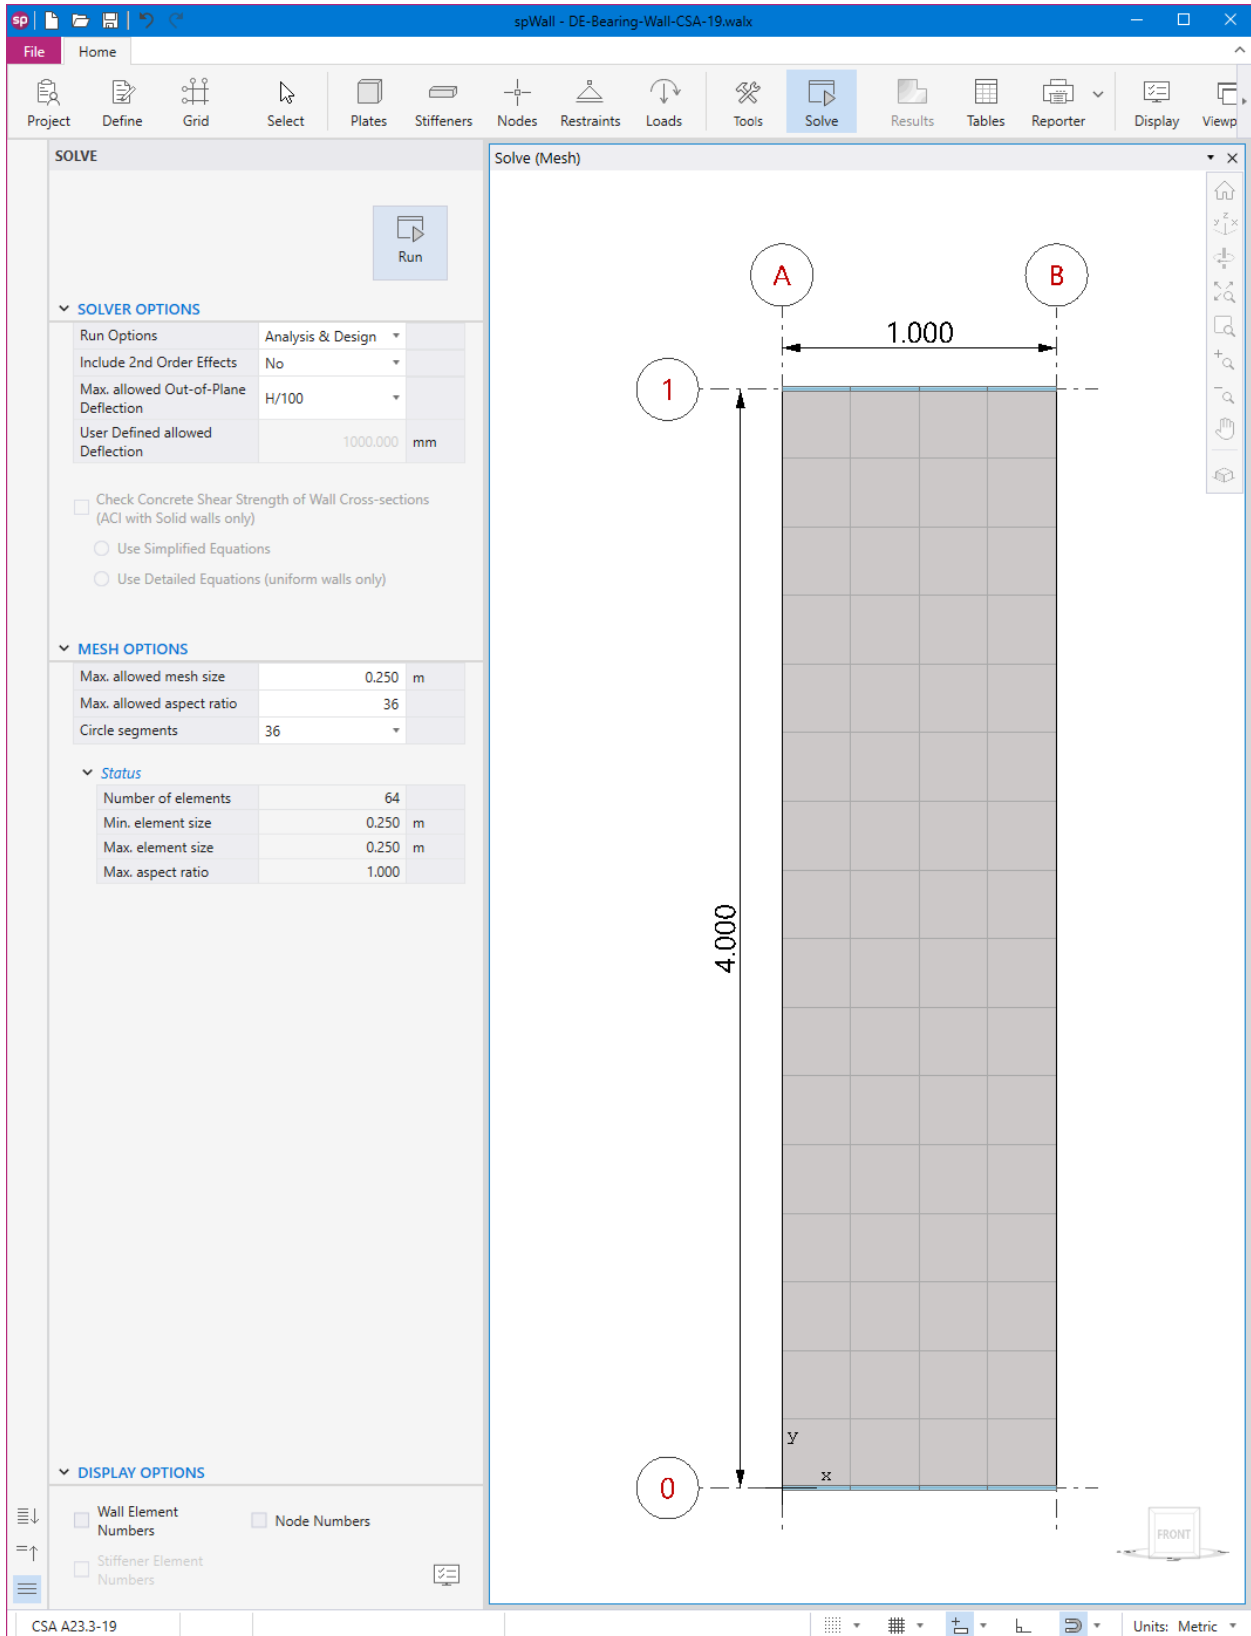 sp
spWall - DE-Bearing-Wall-CSA-19.walx
File Home
Project Define Grid Select Plates Stiffeners Nodes Restraints Loads Tools Solve Results Tables Reporter Display Viewp
SOLVE
Run
SOLVER OPTIONS
Run Options Analysis & Design
Include 2nd Order Effects No
Max. allowed Out-of-Plane
Deflection
H/100
User Defined allowed
Deflection
1000.000 mm
Check Concrete Shear Strength of Wall Cross-sections
(ACI with Solid walls only)
Use Simplified Equations
Use Detailed Equations (uniform walls only)
MESH OPTIONS
Max. allowed mesh size 0.250 m
Max. allowed aspect ratio 36
Circle segments 36
Status
Number of elements 64
Min. element size 0.250 m
Max. element size 0.250 m
Max. aspect ratio 1.000
DISPLAY OPTIONS
Wall Element
Numbers
Node Numbers
Stiffener Element
Numbers
Solve (Mesh)
A B
1.000
1
4.000
y
x
0
z
y x
FRONT
CSA A23.3-19
Units: Metric